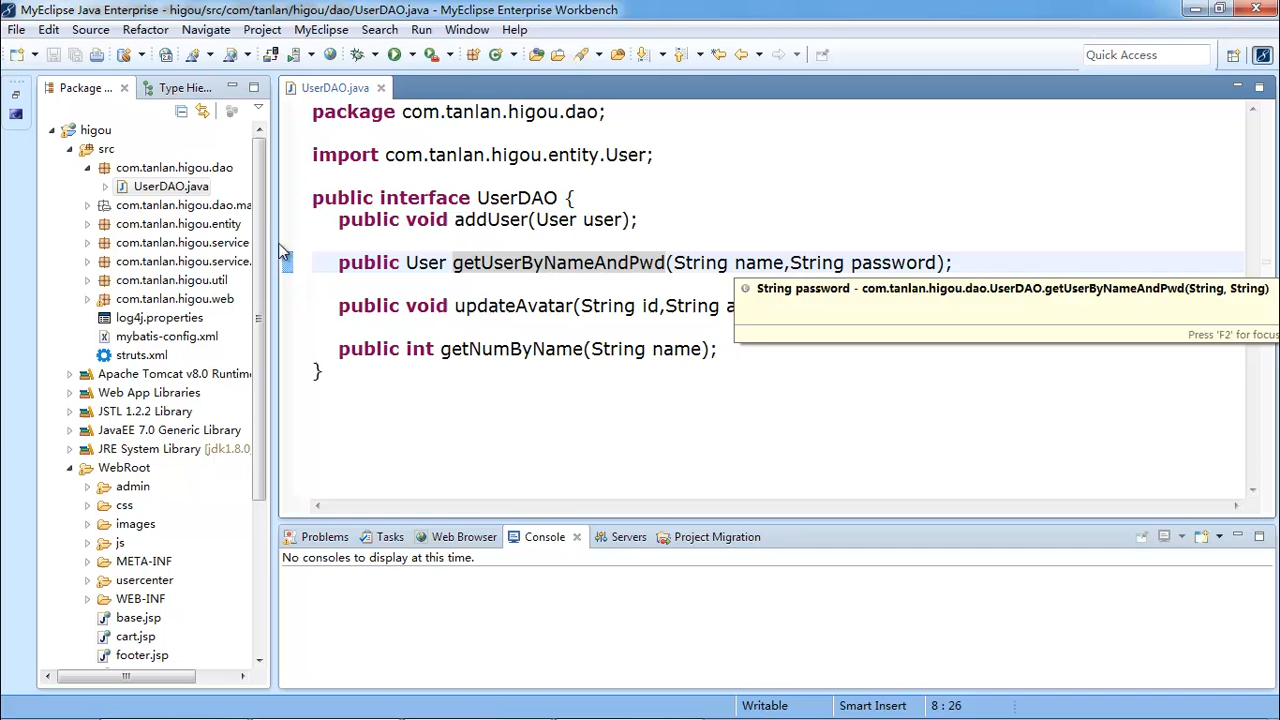 MyEclipse Java Enterprise - higou/src/com/tanlan/higou/dao/UserDAO.java - MyEclipse Enterprise Workbench
File Edit Source Refactor Navigate Project MyEclipse Search Run Window Help
Quick Access
Package ... Type Hie...
UserDAO.java
higou
src
com.tanlan.higou.dao
UserDAO.java
com.tanlan.higou.dao.ma
com.tanlan.higou.entity
com.tanlan.higou.service
com.tanlan.higou.service.
com.tanlan.higou.util
com.tanlan.higou.web
log4j.properties
mybatis-config.xml
struts.xml
Apache Tomcat v8.0 Runtime
Web App Libraries
JSTL 1.2.2 Library
JavaEE 7.0 Generic Library
JRE System Library [jdk1.8.0_
WebRoot
admin
css
images
js
META-INF
usercenter
WEB-INF
base.jsp
cart.jsp
footer.jsp
package com.tanlan.higou.dao;
import com.tanlan.higou.entity.User;
public interface UserDAO {
public void addUser(User user);
public User getUserByNameAndPwd(String name,String password);
public void updateAvatar(String id,String a
public int getNumByName(String name);
}
String password - com.tanlan.higou.dao.UserDAO.getUserByNameAndPwd(String, String)
Press 'F2' for focus
Problems Tasks Web Browser Console Servers Project Migration
No consoles to display at this time.
Writable Smart Insert 8 : 26